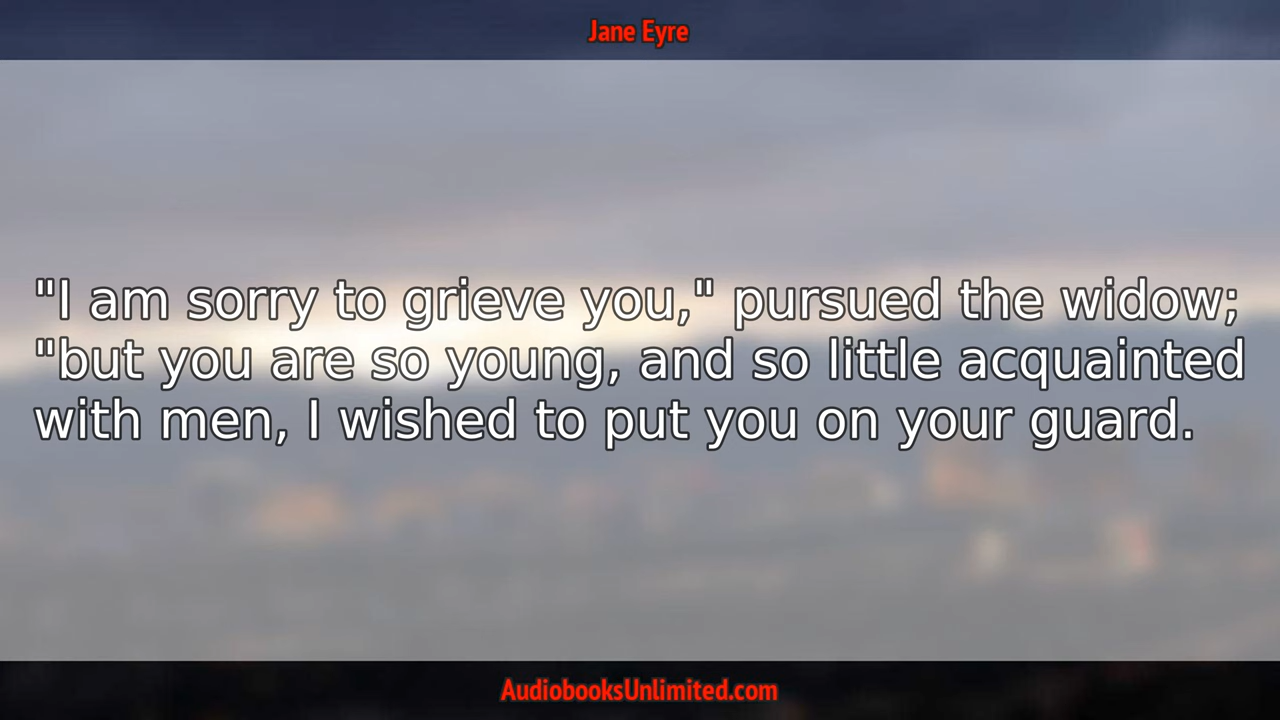 Jane Eyre
"I am sorry to grieve you," pursued the widow;
"but you are so young, and so little acquainted
with men, I wished to put you on your guard.
AudiobooksUnlimited.com